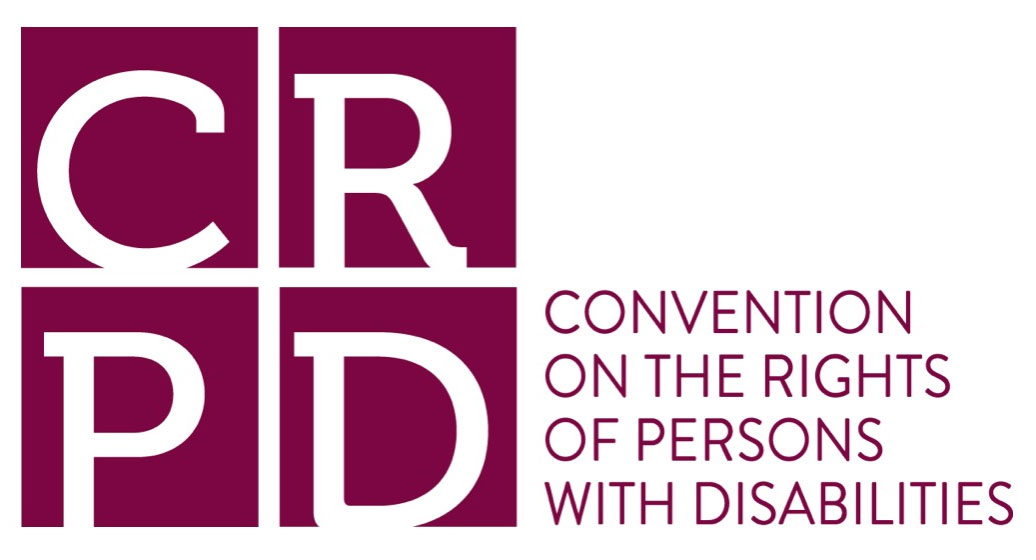 CR
PD
CONVENTION
ON THE RIGHTS
OF PERSONS
WITH DISABILITIES